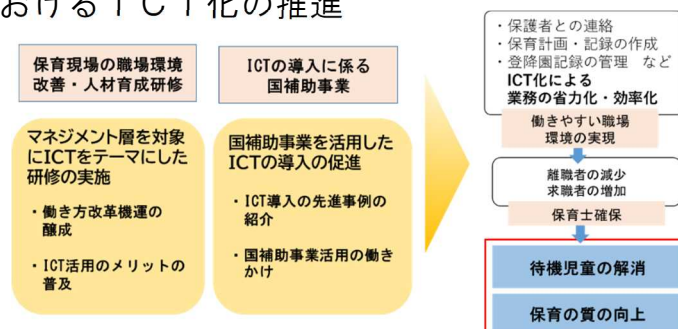 おけるＩＣＴ化の推進
保育現場の職場環境
改善・人材育成研修
ICTの導入に係る
国補助事業
マネジメント層を対象
にICTをテーマにした
研修の実施
・働き方改革機運の
醸成
・ICT活用のメリットの
普及
国補助事業を活用した
ICTの導入の促進
・ICT導入の先進事例の
紹介
・国補助事業活用の働き
かけ
・保護者との連絡
・保育計画・記録の作成
・登降園記録の管理　など
ICT化による
業務の省力化・効率化
働きやすい職場
環境の実現
離職者の減少
求職者の増加
保育士確保
待機児童の解消
保育の質の向上